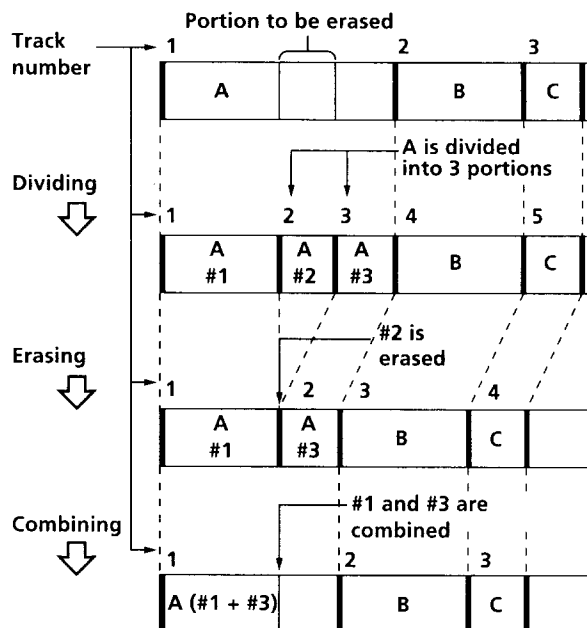 Portion to be erased
Track number
1 2 3
A B C
A is divided into 3 portions
Dividing
1 2 3 4 5
A #1 A #2 A #3 B C
#2 is erased
Erasing
1 2 3 4
A #1 A #3 B C
#1 and #3 are combined
Combining
1 2 3
A (#1 + #3) B C